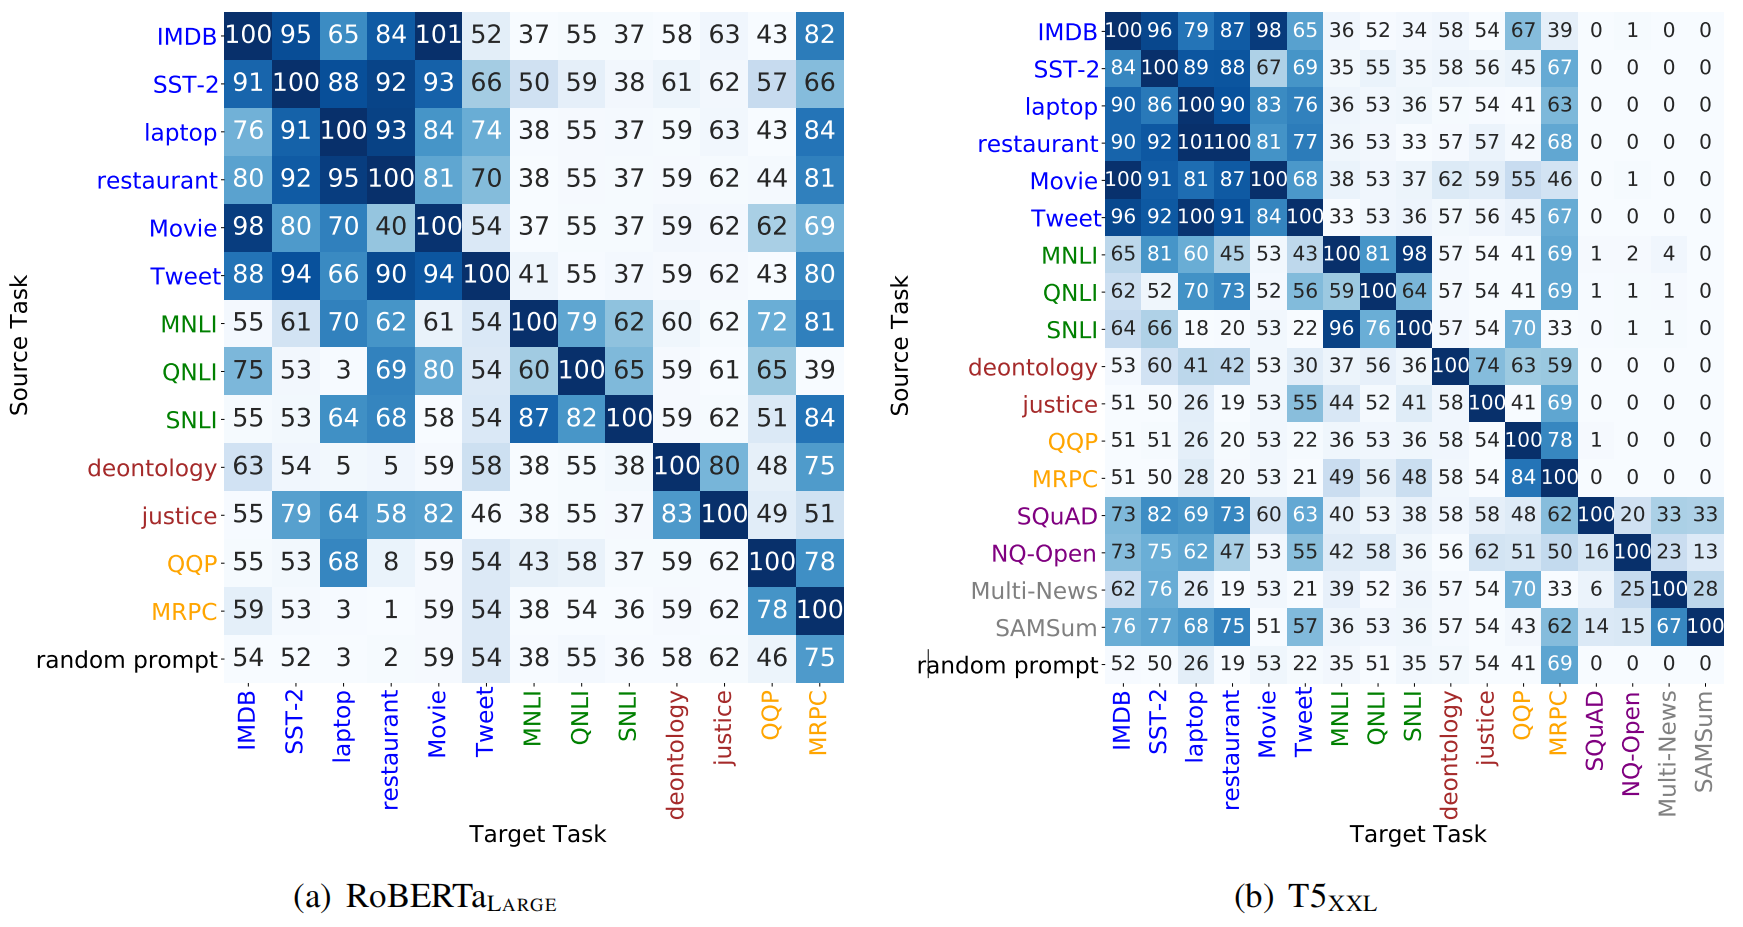 IMDB 100 95 65 84 101 52 37 55 37 58 63 43 82
SST-2 91 100 88 92 93 66 50 59 38 61 62 57 66
laptop 76 91 100 93 84 74 38 55 37 59 63 43 84
restaurant 80 92 95 100 81 70 38 55 37 59 62 44 81
Movie 98 80 70 40 100 54 37 55 37 59 62 62 69
Tweet 88 94 66 90 94 100 41 55 37 59 62 43 80
MNLI 55 61 70 62 61 54 100 79 62 60 62 72 81
QNLI 75 53 3 69 80 54 60 100 65 59 61 65 39
SNLI 55 53 64 68 58 54 87 82 100 59 62 51 84
deontology 63 54 5 5 59 58 38 55 38 100 80 48 75
justice 55 79 64 58 82 46 38 55 37 83 100 49 51
QQP 55 53 68 8 59 54 43 58 37 59 62 100 78
MRPC 59 53 3 1 59 54 38 54 36 59 62 78 100
random prompt 54 52 3 2 59 54 38 55 36 58 62 46 75
Source Task
IMDB SST-2 laptop restaurant Movie Tweet MNLI QNLI SNLI deontology justice QQP MRPC
Target Task
(a) RoBERTaLARGE
IMDB 100 96 79 87 98 65 36 52 34 58 54 67 39 0 1 0 0
SST-2 84 100 89 88 67 69 35 55 35 58 56 45 67 0 0 0 0
laptop 90 86 100 90 83 76 36 53 36 57 54 41 63 0 0 0 0
restaurant 90 92 101 100 81 77 36 53 33 57 57 42 68 0 0 0 0
Movie 100 91 81 87 100 68 38 53 37 62 59 55 46 0 1 0 0
Tweet 96 92 100 91 84 100 33 53 36 57 56 45 67 0 0 0 0
MNLI 65 81 60 45 53 43 100 81 98 57 54 41 69 1 2 4 0
QNLI 62 52 70 73 52 56 59 100 64 57 54 41 69 1 1 1 0
SNLI 64 66 18 20 53 22 96 76 100 57 54 70 33 0 1 1 0
deontology 53 60 41 42 53 30 37 56 36 100 74 63 59 0 0 0 0
justice 51 50 26 19 53 55 44 52 41 58 100 41 69 0 0 0 0
QQP 51 51 26 20 53 22 36 53 36 58 54 100 78 1 0 0 0
MRPC 51 50 28 20 53 21 49 56 48 58 54 84 100 0 0 0 0
SQuAD 73 82 69 73 60 63 40 53 38 58 58 48 62 100 20 33 33
NQ-Open 73 75 62 47 53 55 42 58 36 56 62 51 50 16 100 23 13
Multi-News 62 76 26 19 53 21 39 52 36 57 54 70 33 6 25 100 28
SAMSum 76 77 68 75 51 57 36 53 36 57 54 43 62 14 15 67 100
random prompt 52 50 26 19 53 22 35 51 35 57 54 41 69 0 0 0 0
Source Task
IMDB SST-2 laptop restaurant Movie Tweet MNLI QNLI SNLI deontology justice QQP MRPC SQuAD NQ-Open Multi-News SAMSum
Target Task
(b) T5XXL